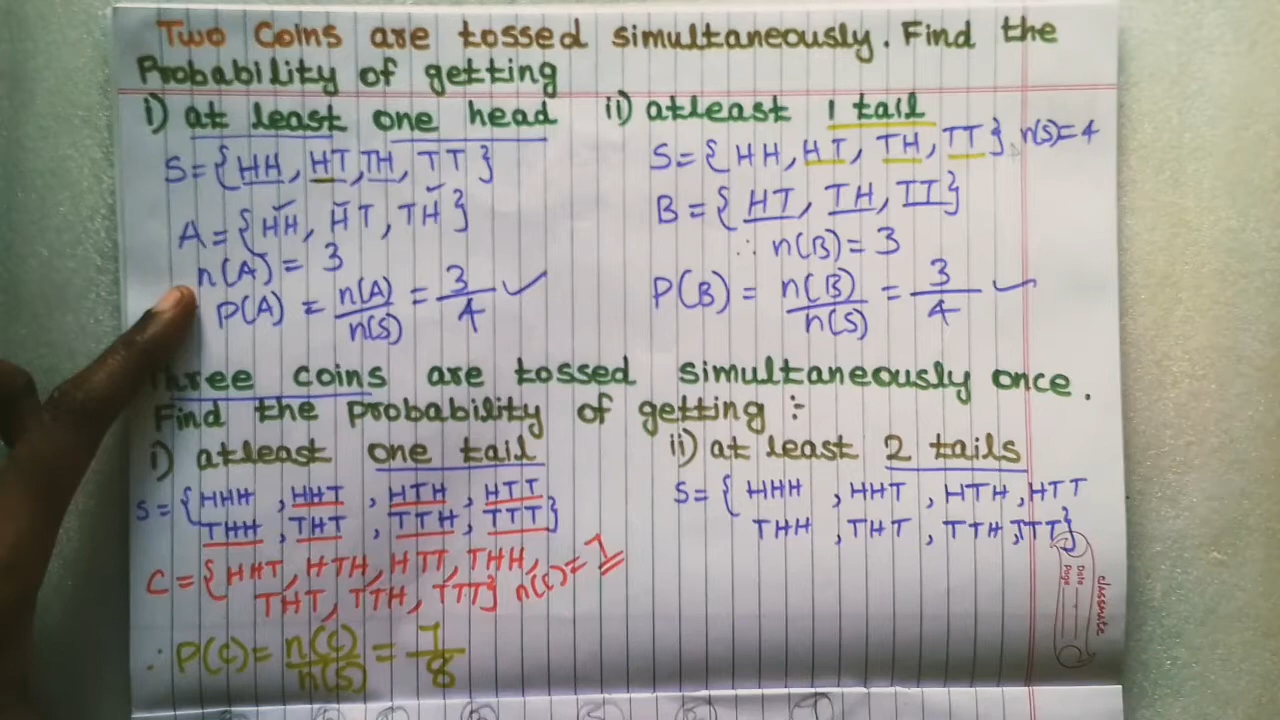 Two Coins are tossed simultaneously. Find the
Probability of getting
i) at least one head
S={HH, HT, TH, TT}
A={HH, HT, TH}
n(A) = 3
P(A) = n(A)/n(S) = 3/4 ✓
ii) atleast 1 tail
S={HH, HT, TH, TT} n(S)=4
B={HT, TH, TT}
∴ n(B)=3
P(B) = n(B)/n(S) = 3/4 ✓
Three coins are tossed simultaneously once.
Find the probability of getting :-
i) atleast one tail
S={HHH, HHT, HTH, HTT
THH, THT, TTH, TTT}
C={HHT, HTH, HTT, THH,
THT, TTH, TTT} n(C)=7
∴ P(C)= n(C)/n(S) = 7/8
ii) at least 2 tails
S={HHH, HHT, HTH, HTT
THH, THT, TTH, TTT}
classmate
Date
Page